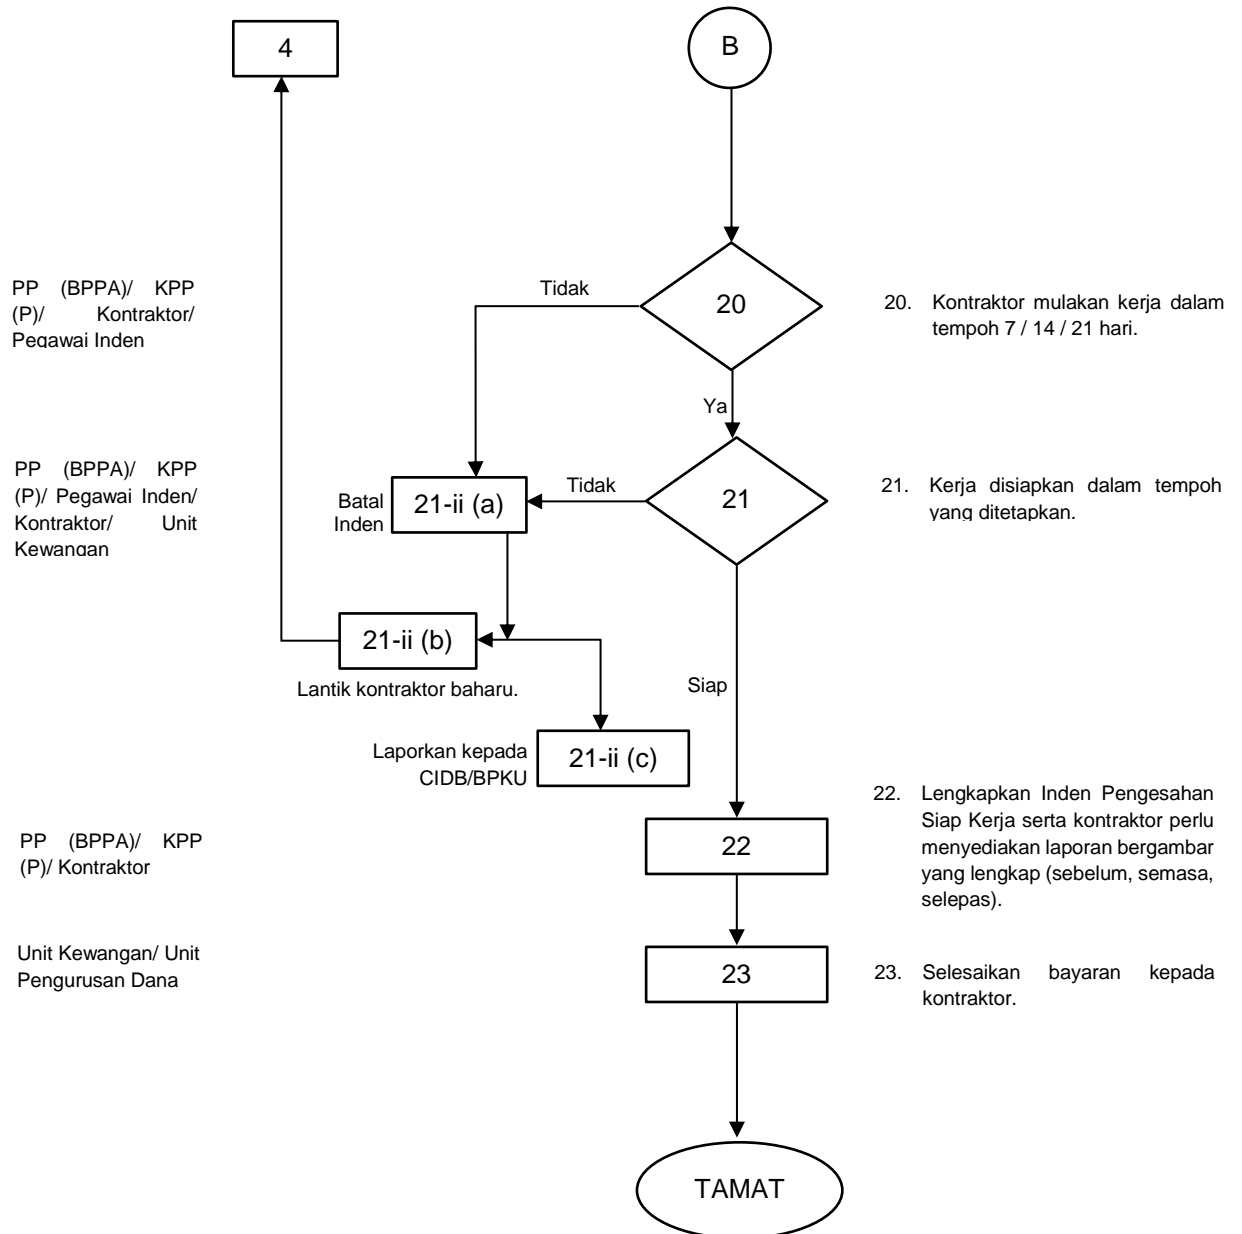 4
B
PP (BPPA)/ KPP
(P)/ Kontraktor/
Pegawai Inden
Tidak
20
20. Kontraktor mulakan kerja dalam
tempoh 7 / 14 / 21 hari.
Ya
PP (BPPA)/ KPP
(P)/ Pegawai Inden/
Kontraktor/ Unit
Kewangan
Batal
Inden
21-ii (a)
Tidak
21
21. Kerja disiapkan dalam tempoh
yang ditetapkan.
21-ii (b)
Lantik kontraktor baharu.
Siap
Laporkan kepada
CIDB/BPKU
21-ii (c)
PP (BPPA)/ KPP
(P)/ Kontraktor
22
22. Lengkapkan Inden Pengesahan
Siap Kerja serta kontraktor perlu
menyediakan laporan bergambar
yang lengkap (sebelum, semasa,
selepas).
Unit Kewangan/ Unit
Pengurusan Dana
23
23. Selesaikan bayaran kepada
kontraktor.
TAMAT